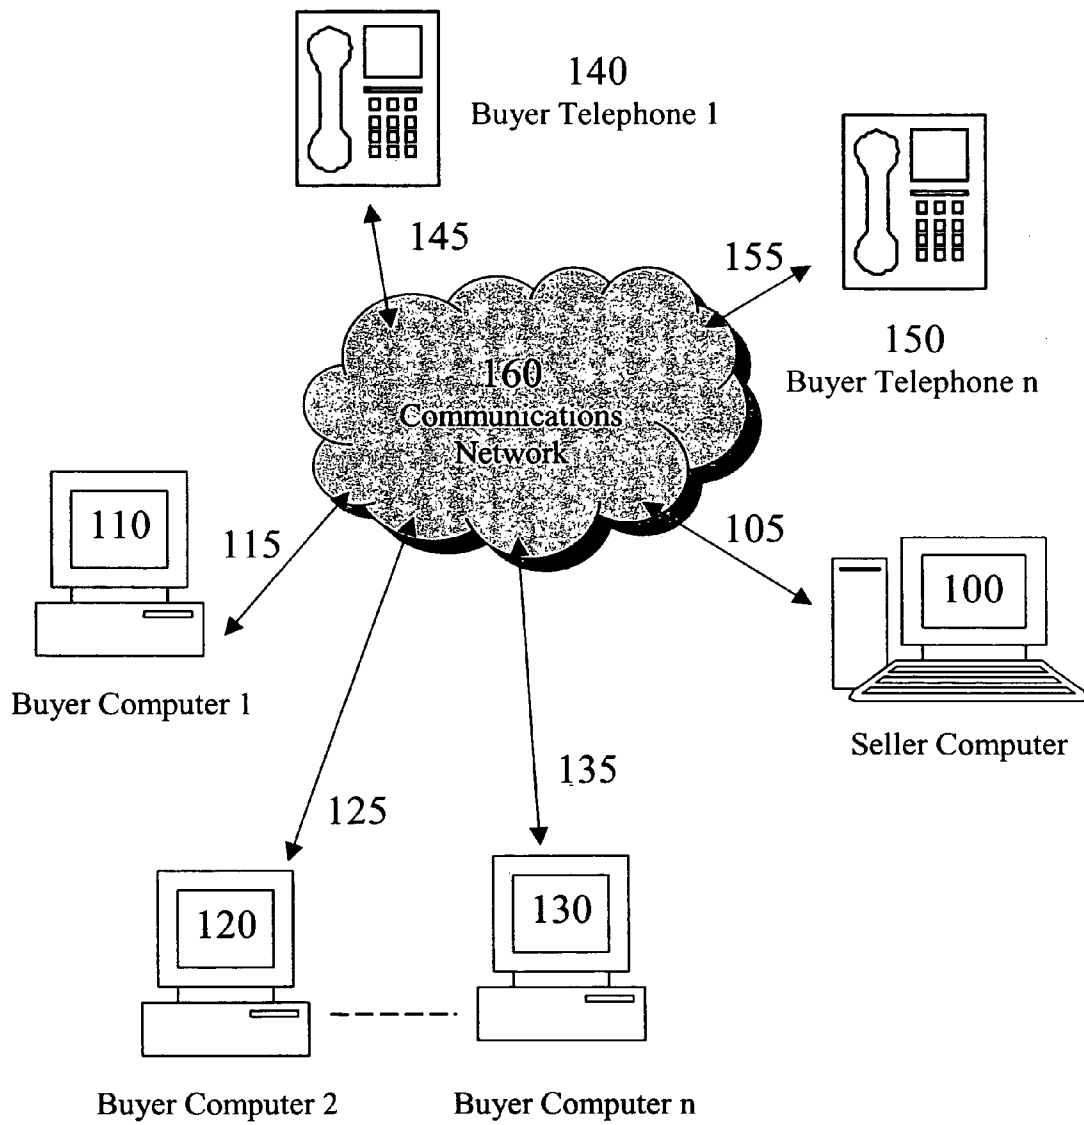 140
Buyer Telephone 1
145
155
150
Buyer Telephone n
160
Communications
Network
110
115
105
100
Buyer Computer 1
Seller Computer
135
125
120
130
Buyer Computer 2
Buyer Computer n